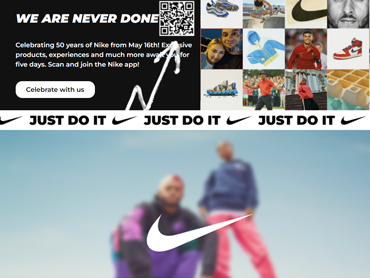 WE ARE NEVER DONE
Celebrating 50 years of Nike from May 16th! Exclusive
products, experiences and much more await you for
five days. Scan and join the Nike app!
Celebrate with us
JUST DO IT JUST DO IT JUST DO IT